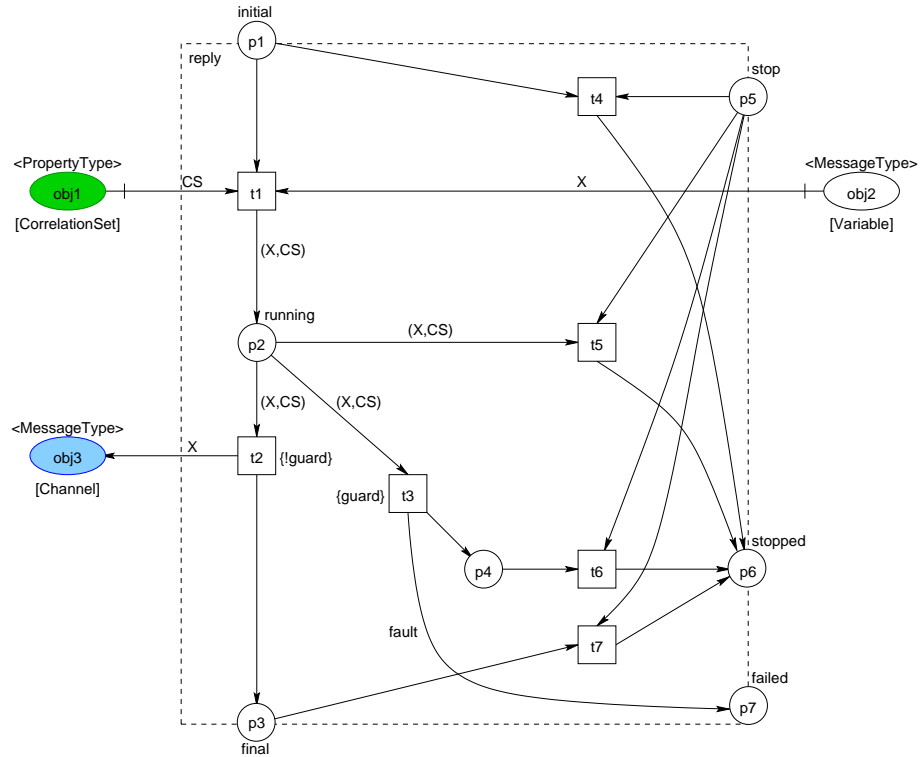 initial
p1
reply
stop
t4
p5
<PropertyType>
<MessageType>
obj1
CS
t1
X
obj2
[CorrelationSet]
[Variable]
(X,CS)
running
(X,CS)
p2
t5
(X,CS)
(X,CS)
<MessageType>
obj3
X
t2
{!guard}
[Channel]
{guard}
t3
stopped
p4
t6
p6
fault
t7
failed
p7
p3
final